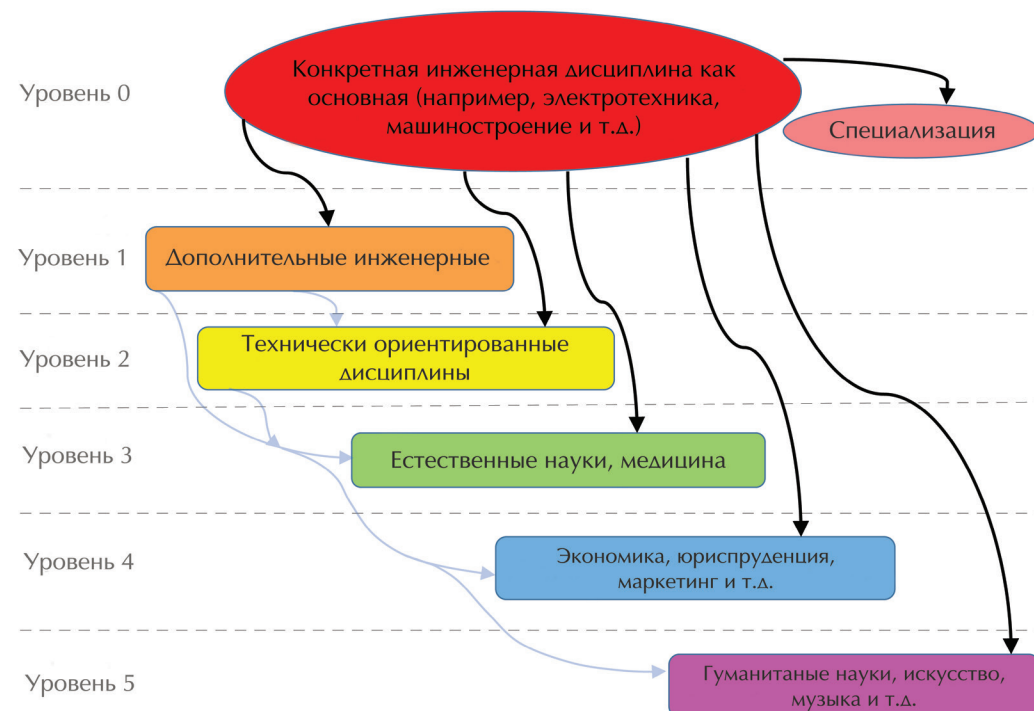 Уровень 0
Конкретная инженерная дисциплина как
основная (например, электротехника,
машиностроение и т.д.)
Специализация
Уровень 1
Дополнительные инженерные
Уровень 2
Технически ориентированные
дисциплины
Уровень 3
Естественные науки, медицина
Уровень 4
Экономика, юриспруденция,
маркетинг и т.д.
Уровень 5
Гуманитаные науки, искусство,
музыка и т.д.